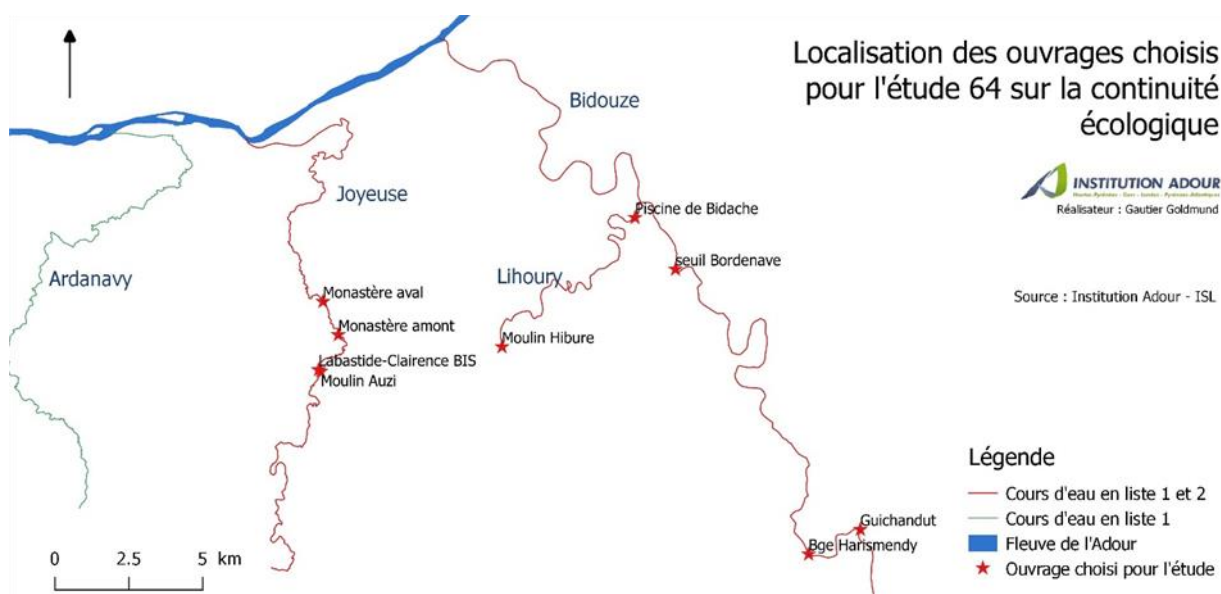 Localisation des ouvrages choisis
pour l'étude 64 sur la continuité
écologique
INSTITUTION ADOUR
Réalisateur : Gautier Goldmund
Source : Institution Adour - ISL
Bidouze
Joyeuse
Ardanavy
Lihoury
Piscine de Bidache
seuil Bordenave
Monastère aval
Monastère amont
Moulin Hibure
Labastide-Clairence BIS
Moulin Auzi
Guichandut
Bge Harismendy
Légende
Cours d'eau en liste 1 et 2
Cours d'eau en liste 1
Fleuve de l'Adour
Ouvrage choisi pour l'étude
0 2.5 5 km